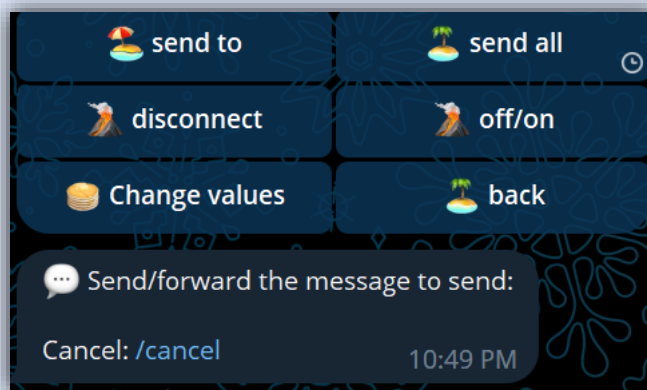 send to
send all
disconnect
off/on
Change values
back
Send/forward the message to send:
Cancel: /cancel
10:49 PM